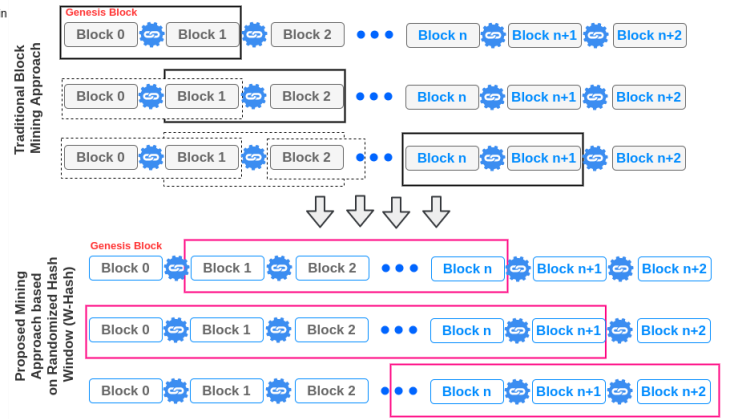 in
Genesis Block
Block 0 Block 1 Block 2 Block n Block n+1 Block n+2
Traditional Block
Mining Approach
Block 0 Block 1 Block 2 Block n Block n+1 Block n+2
Block 0 Block 1 Block 2 Block n Block n+1 Block n+2
Genesis Block
Block 0 Block 1 Block 2 Block n Block n+1 Block n+2
Proposed Mining
Approach based
on Randomized Hash
Window (W-Hash)
Block 0 Block 1 Block 2 Block n Block n+1 Block n+2
Block 0 Block 1 Block 2 Block n Block n+1 Block n+2